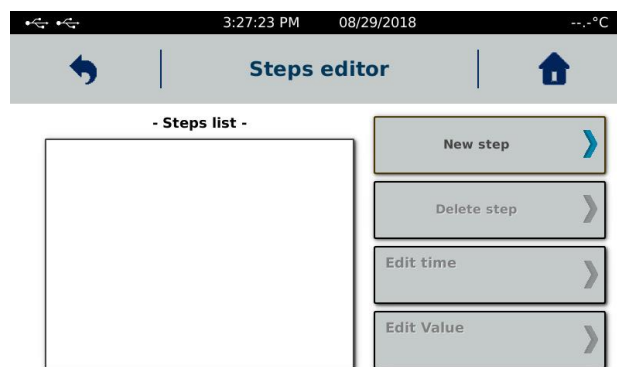 3:27:23 PM 08/29/2018 --.-°C
Steps editor
- Steps list -
New step
Delete step
Edit time
Edit Value